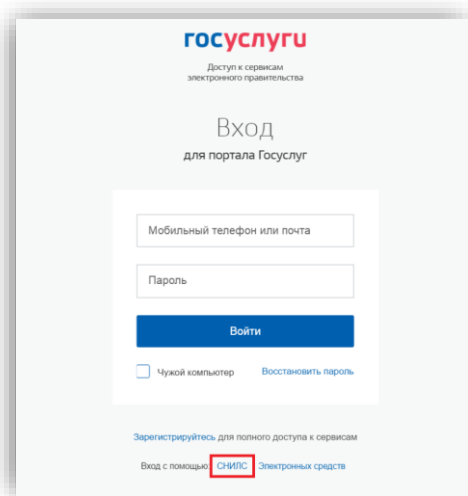 госуслуги
Доступ к сервисам
электронного правительства
Вход
для портала Госуслуг
Мобильный телефон или почта
Пароль
Войти
Чужой компьютер Восстановить пароль
Зарегистрируйтесь для полного доступа к сервисам
Вход с помощью: СНИЛС Электронных средств